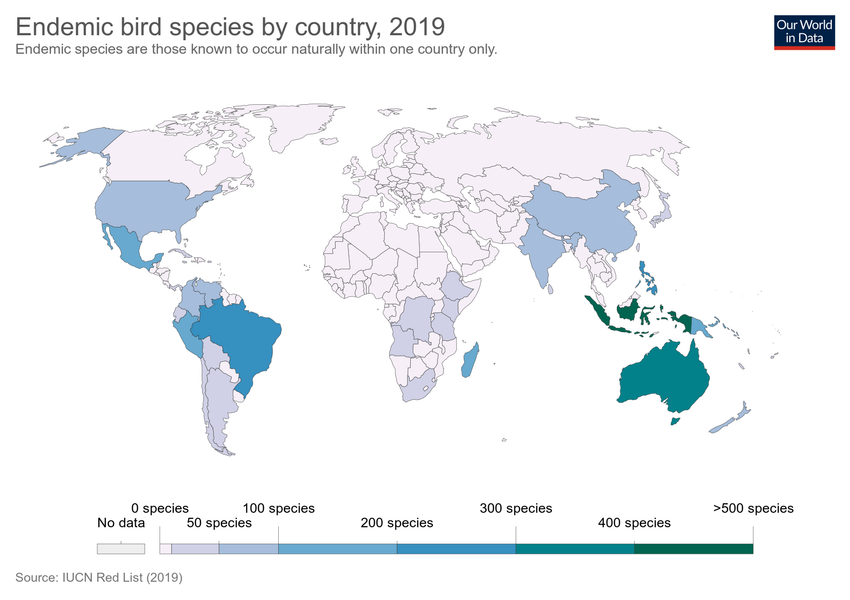 Endemic bird species by country, 2019
Endemic species are those known to occur naturally within one country only.
Our World
in Data
0 species
100 species
300 species
>500 species
No data
50 species
200 species
400 species
Source: IUCN Red List (2019)